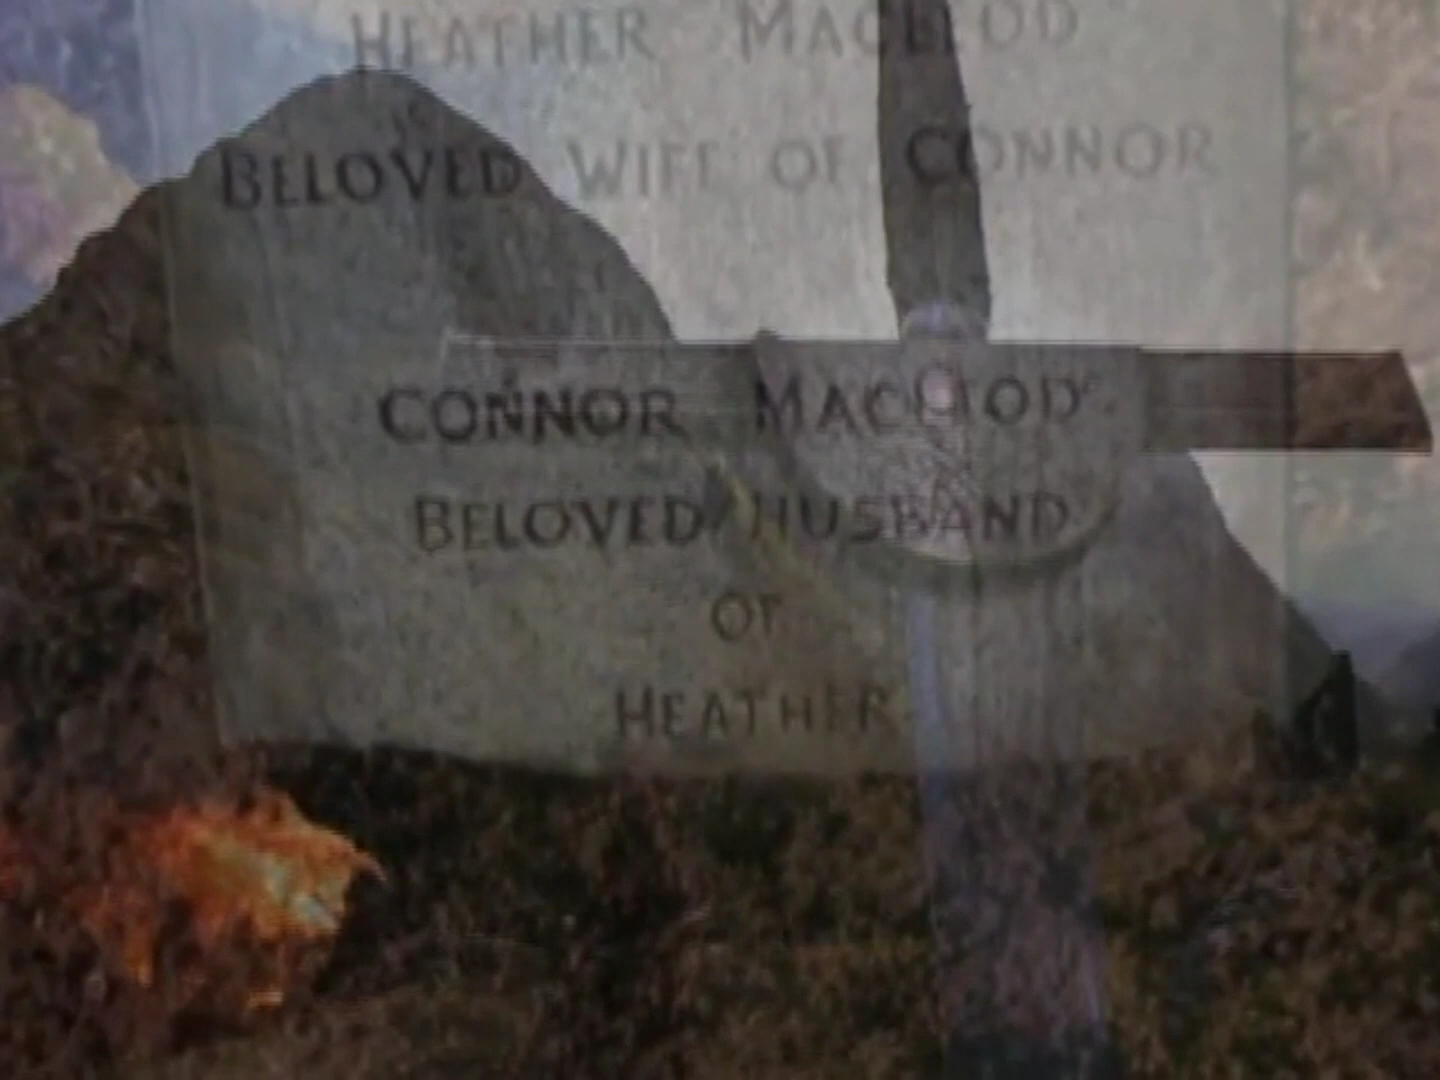 HEATHER MACLEOD
BELOVED WIFE OF CONNOR
CONNOR MACLEOD
BELOVED HUSBAND
OF
HEATHER